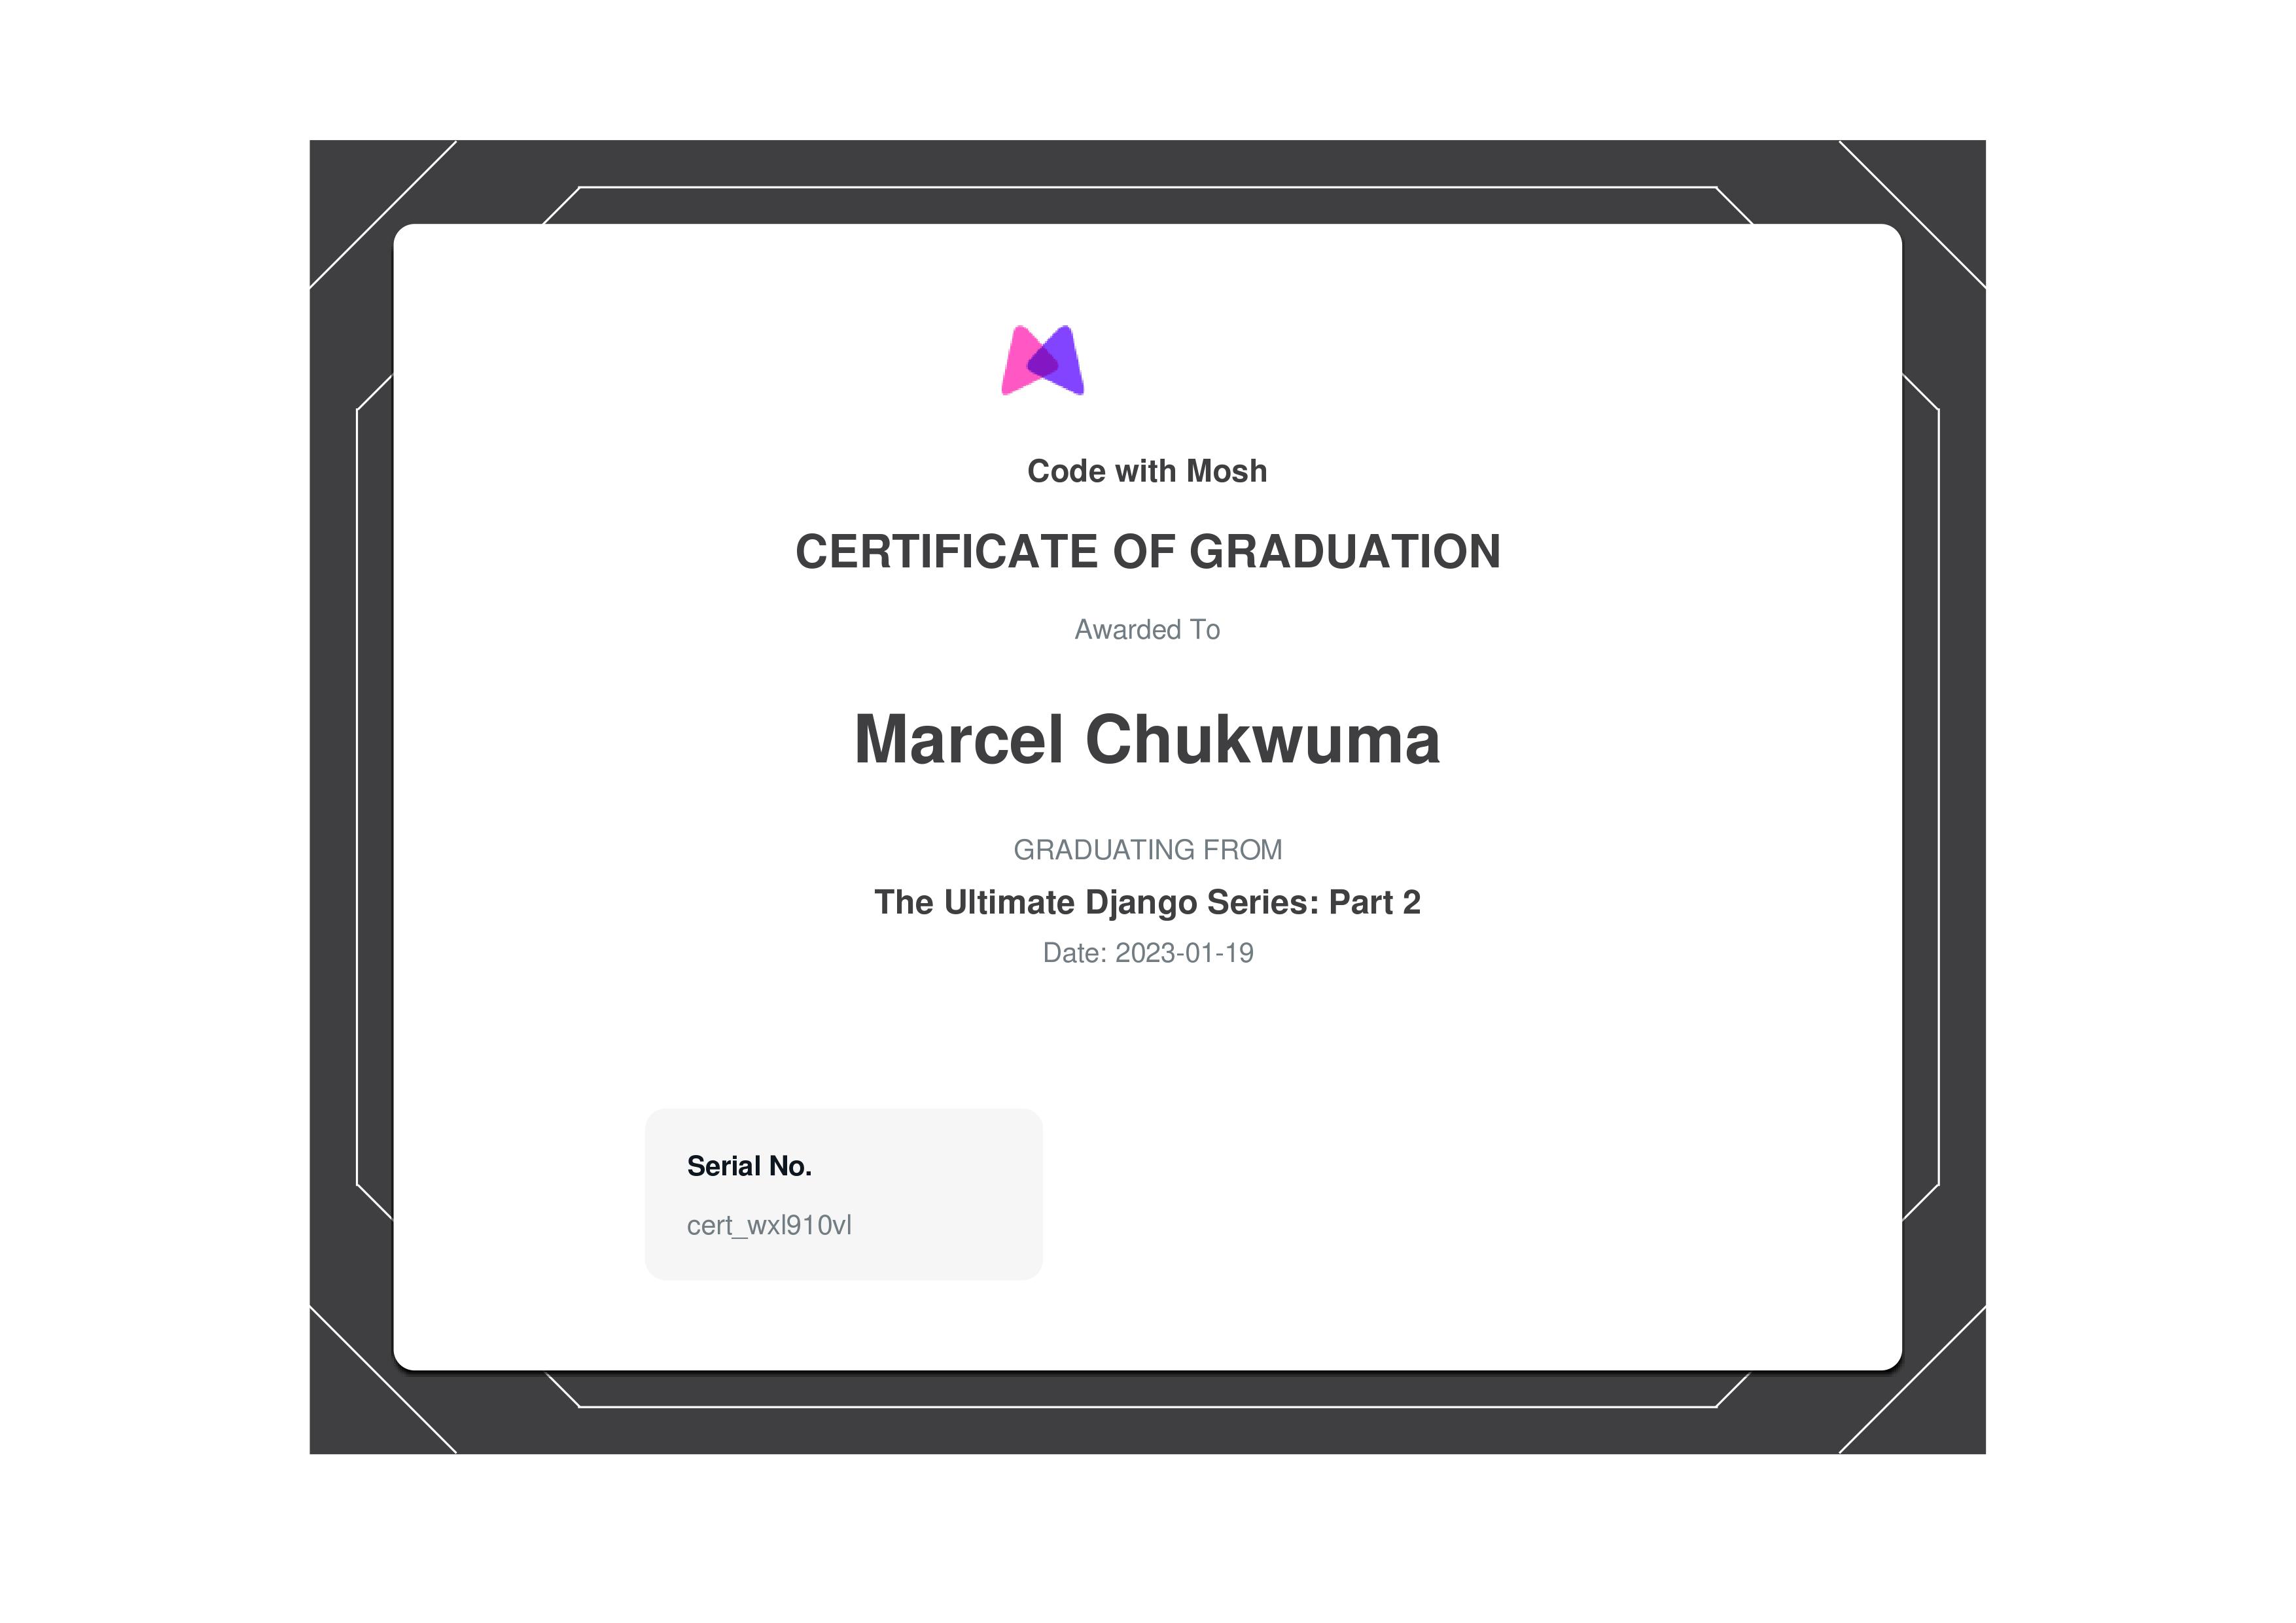 Code with Mosh
CERTIFICATE OF GRADUATION
Awarded To
Marcel Chukwuma
GRADUATING FROM
The Ultimate Django Series: Part 2
Date: 2023-01-19
Serial No.
cert_wxl910vl